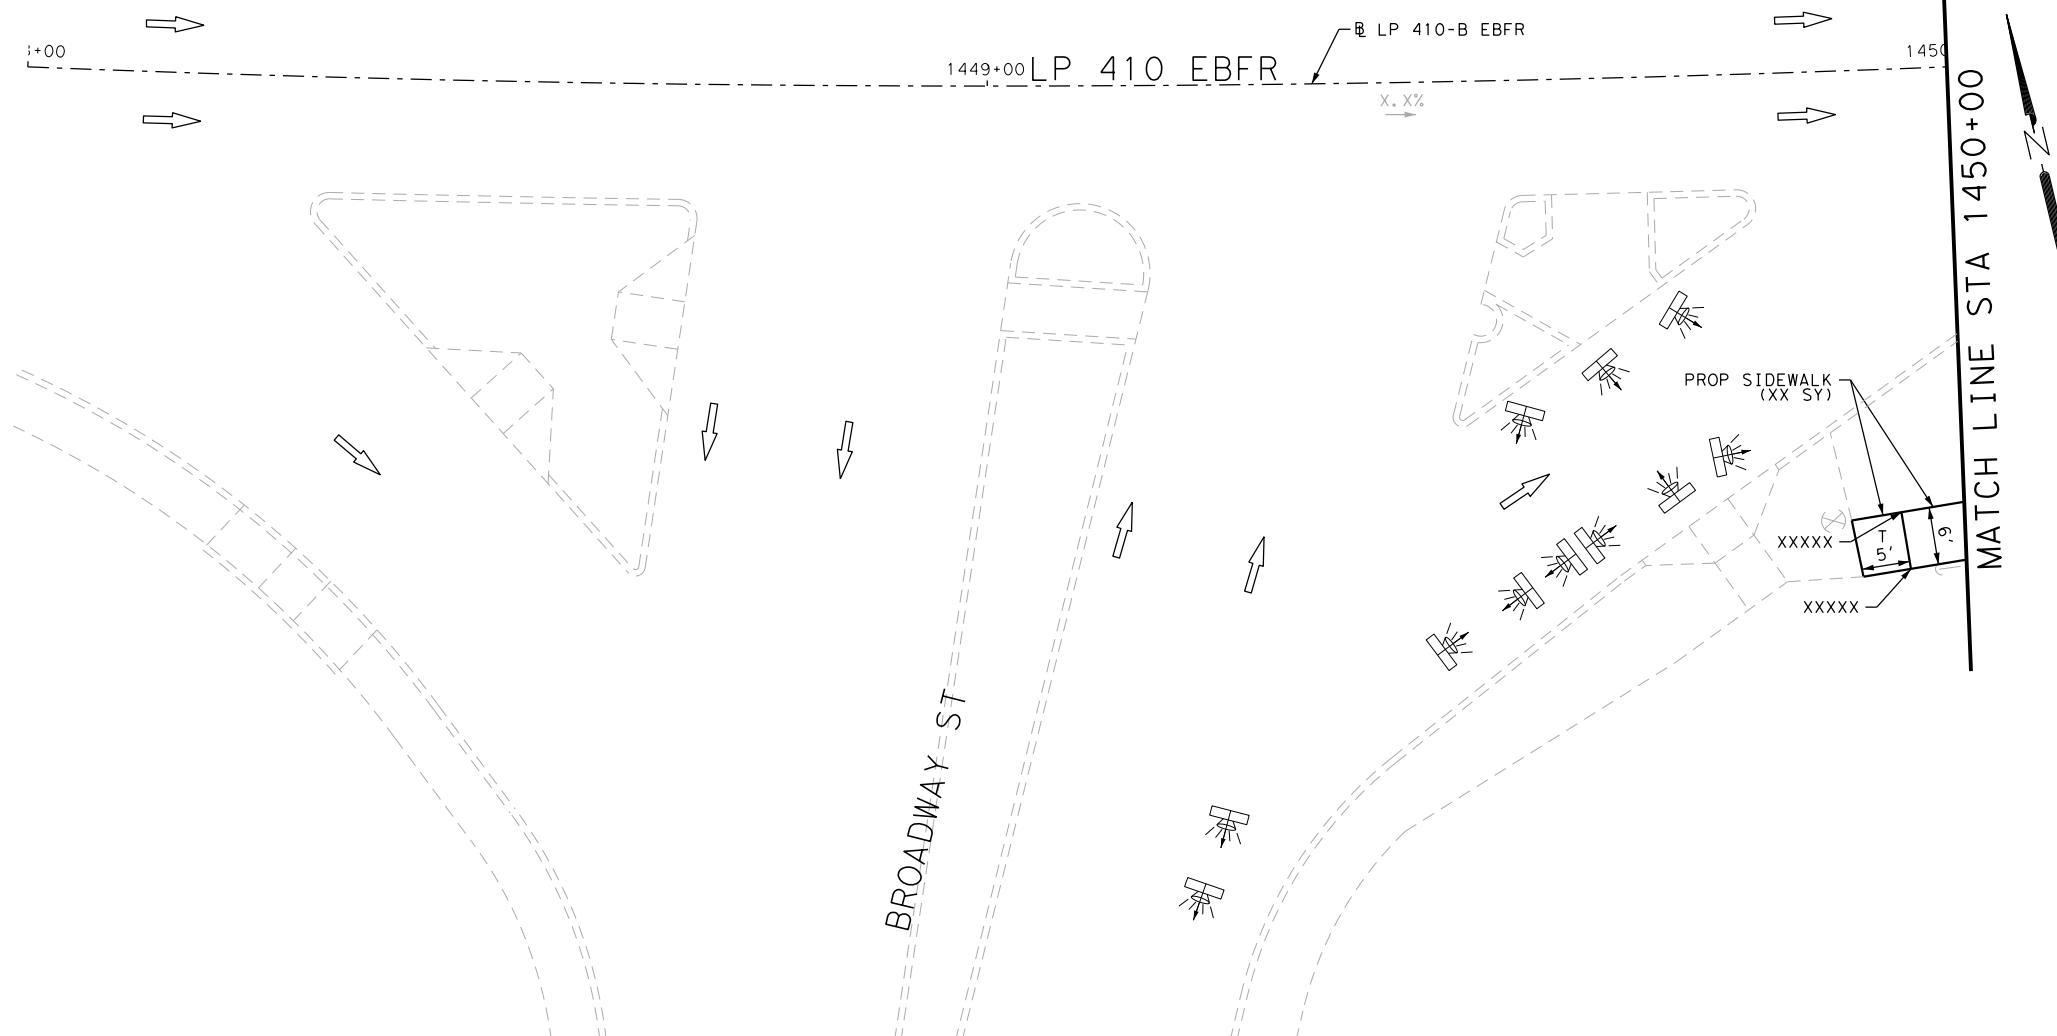 ℄ LP 410-B EBFR
+00
1449+00
LP 410 EBFR
1450
X.X%
MATCH LINE STA 1450+00
N
PROP SIDEWALK
(XX SY)
XXXXX
T
5'
6'
XXXXX
BROADWAY ST